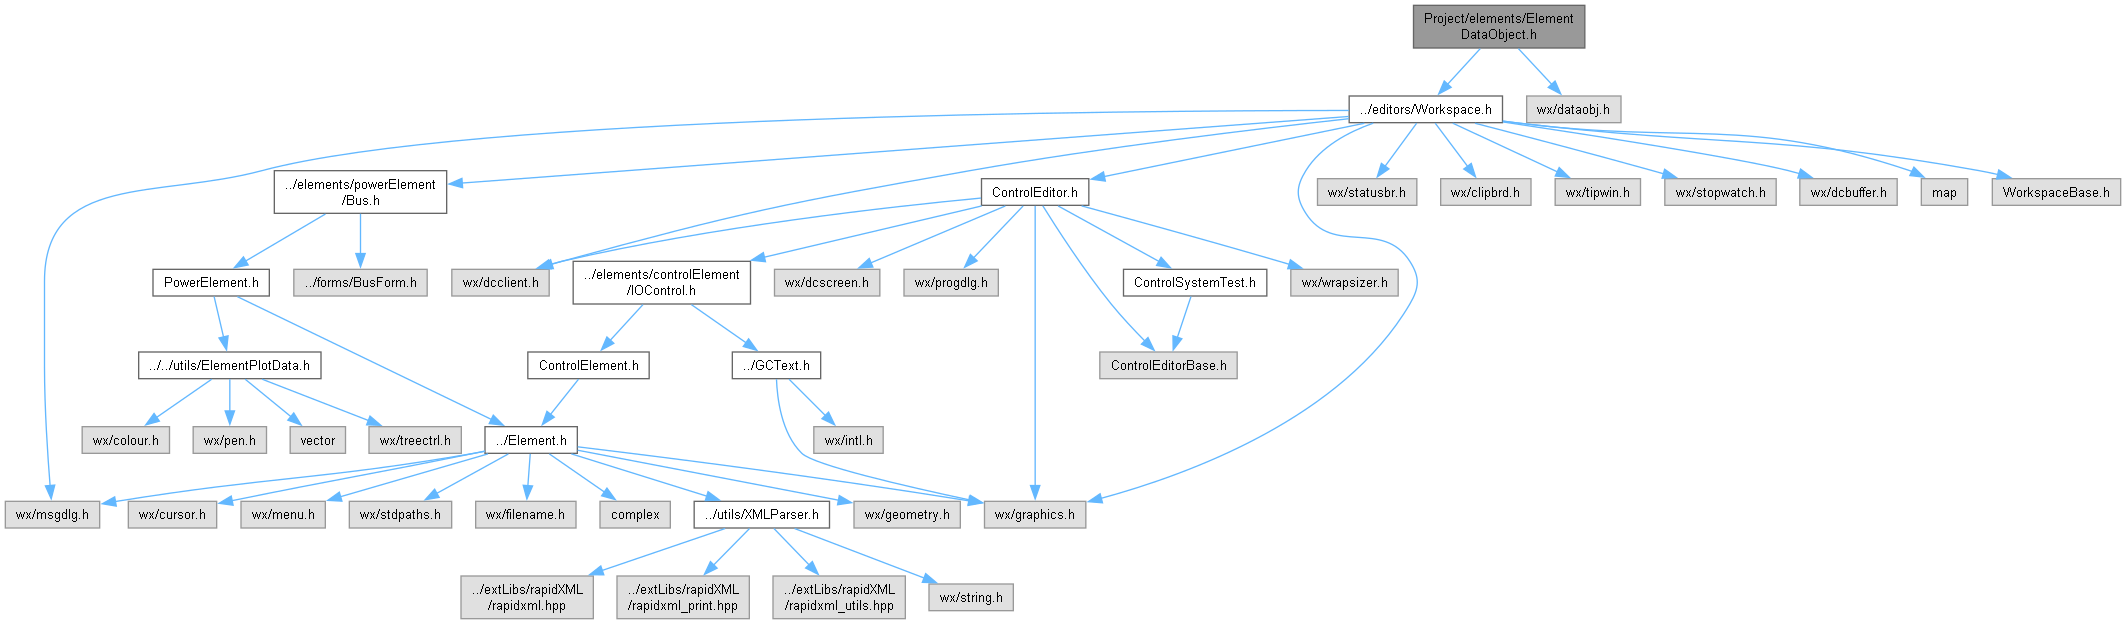 Project/elements/Element
DataObject.h
../editors/Workspace.h
wx/dataobj.h
../elements/powerElement
/Bus.h
ControlEditor.h
wx/statusbr.h
wx/clipbrd.h
wx/tipwin.h
wx/stopwatch.h
wx/dcbuffer.h
map
WorkspaceBase.h
PowerElement.h
../forms/BusForm.h
wx/dcclient.h
../elements/controlElement
/IOControl.h
wx/dcscreen.h
wx/progdlg.h
ControlSystemTest.h
wx/wrapsizer.h
../../utils/ElementPlotData.h
ControlElement.h
../GCText.h
ControlEditorBase.h
wx/colour.h
wx/pen.h
vector
wx/treectrl.h
../Element.h
wx/intl.h
wx/msgdlg.h
wx/cursor.h
wx/menu.h
wx/stdpaths.h
wx/filename.h
complex
../utils/XMLParser.h
wx/geometry.h
wx/graphics.h
../extLibs/rapidXML
/rapidxml.hpp
../extLibs/rapidXML
/rapidxml_print.hpp
../extLibs/rapidXML
/rapidxml_utils.hpp
wx/string.h